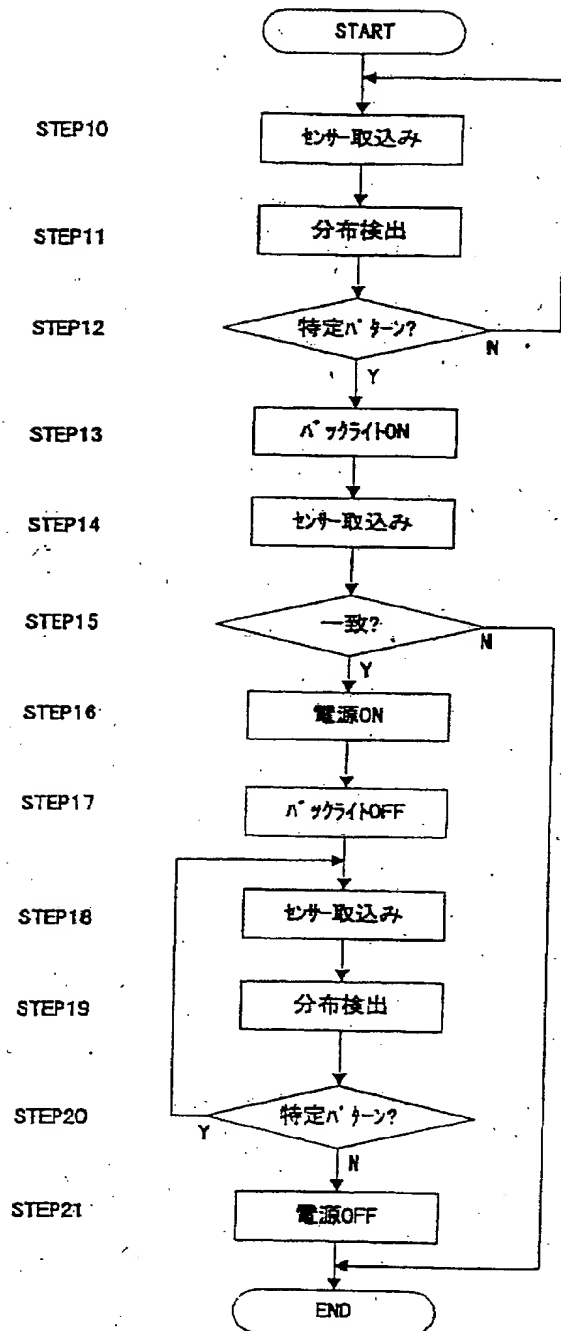 START
STEP10
センサー取込み
STEP11
分布検出
STEP12
特定パターン?
N
Y
STEP13
バックライトON
STEP14
センサー取込み
STEP15
一致?
N
Y
STEP16
電源ON
STEP17
バックライトOFF
STEP18
センサー取込み
STEP19
分布検出
STEP20
特定パターン?
Y
N
STEP21
電源OFF
END